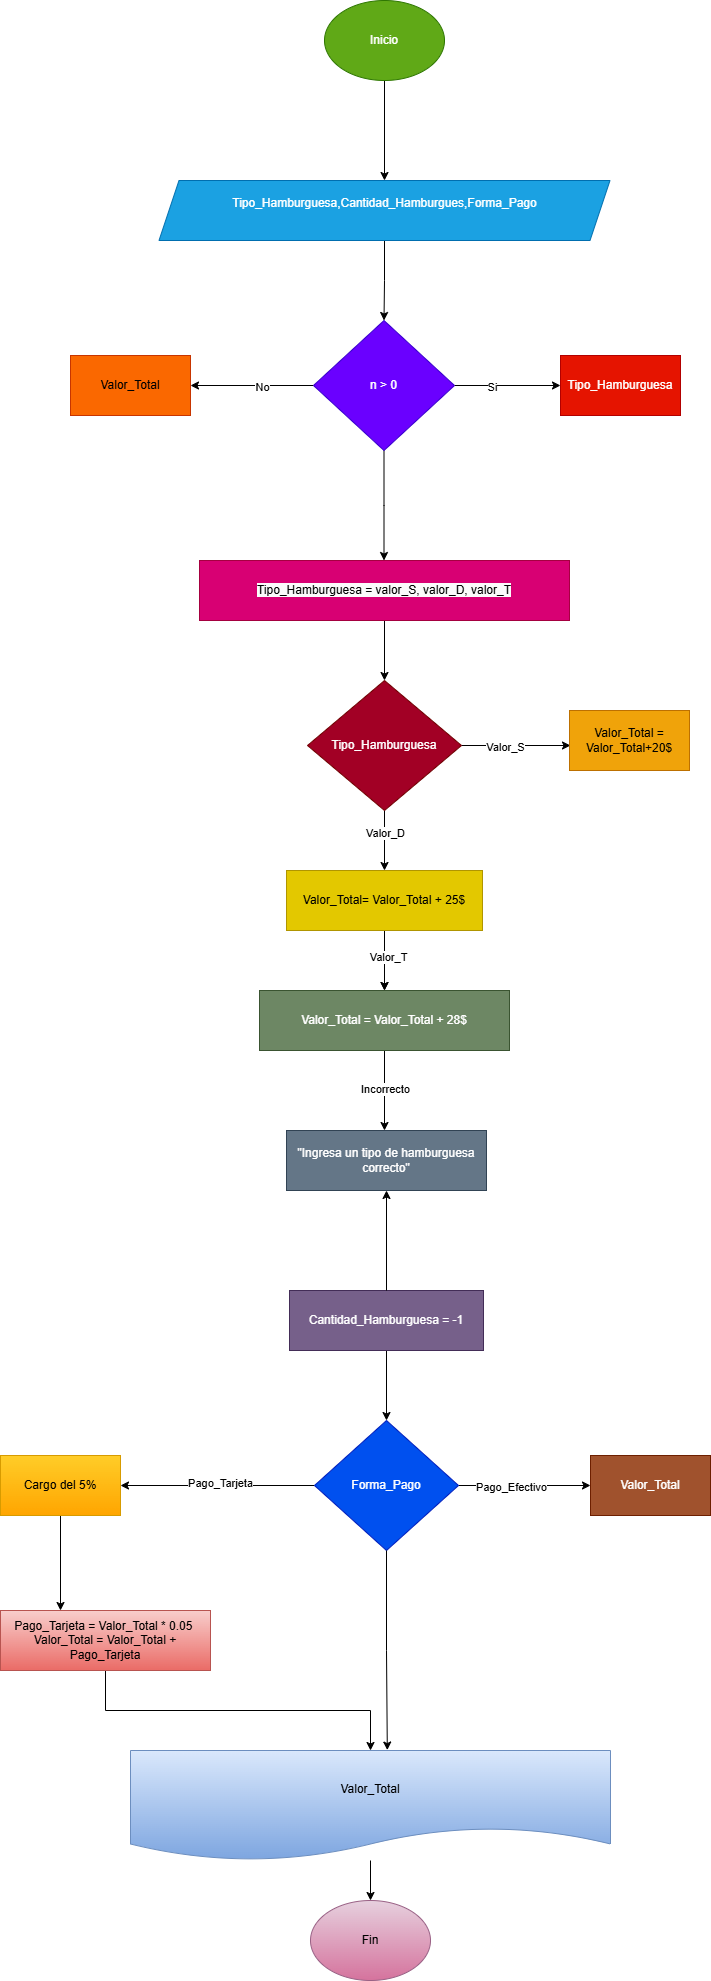 Inicio
Tipo_Hamburguesa,Cantidad_Hamburgues,Forma_Pago
Valor_Total
No
n > 0
Si
Tipo_Hamburguesa
Tipo_Hamburguesa = valor_S, valor_D, valor_T
Tipo_Hamburguesa
Valor_S
Valor_Total =
Valor_Total+20$
Valor_D
Valor_Total= Valor_Total + 25$
Valor_T
Valor_Total = Valor_Total + 28$
Incorrecto
"Ingresa un tipo de hamburguesa
correcto"
Cantidad_Hamburguesa = -1
Cargo del 5%
Pago_Tarjeta
Forma_Pago
Pago_Efectivo
Valor_Total
Pago_Tarjeta = Valor_Total * 0.05
Valor_Total = Valor_Total +
Pago_Tarjeta
Valor_Total
Fin